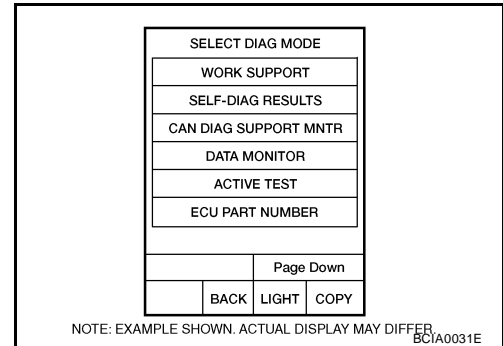 SELECT DIAG MODE
WORK SUPPORT
SELF-DIAG RESULTS
CAN DIAG SUPPORT MNTR
DATA MONITOR
ACTIVE TEST
ECU PART NUMBER
Page Down
BACK LIGHT COPY
NOTE: EXAMPLE SHOWN. ACTUAL DISPLAY MAY DIFFER.
BCIA0031E